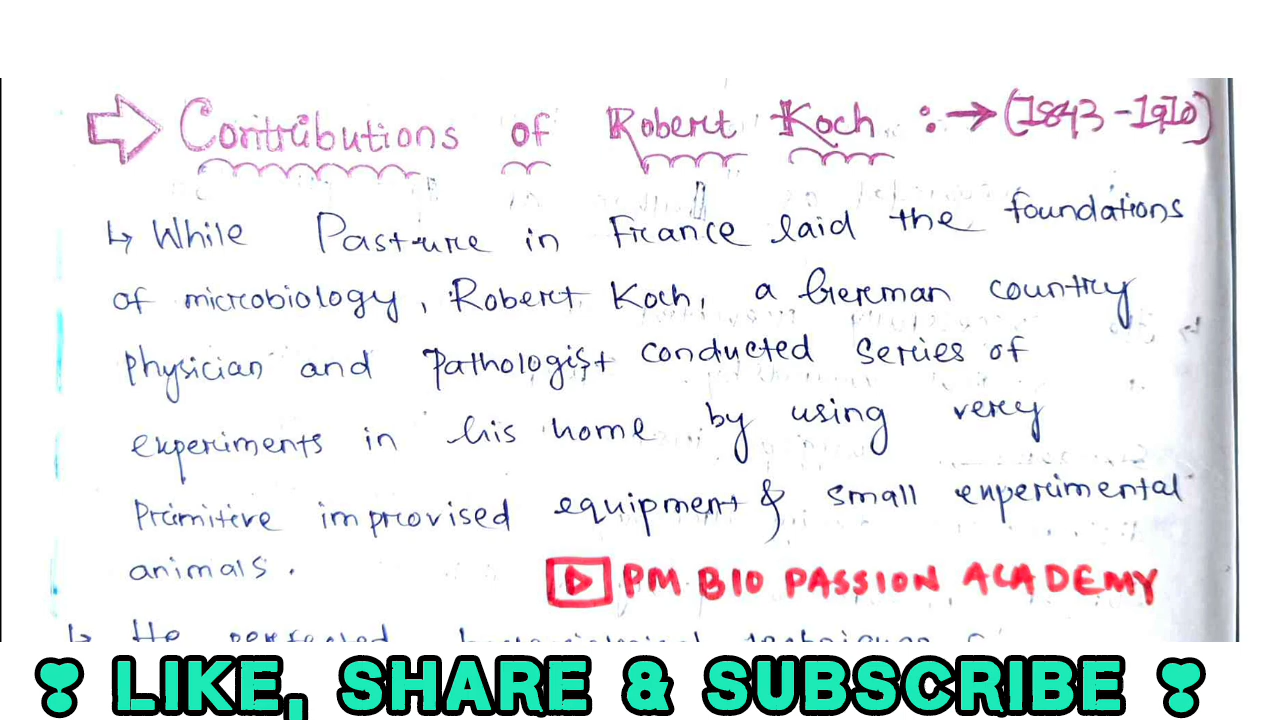 Contributions of Robert Koch :→ (1843-1910)
↳ While Pasture in France laid the foundations
of microbiology, Robert Koch, a German country
physician and Pathologist conducted series of
experiments in his home by using very
Primitive improvised equipment & small experimental
animals.
PM BIO PASSION ACADEMY
↳ He
❣ LIKE, SHARE & SUBSCRIBE ❣